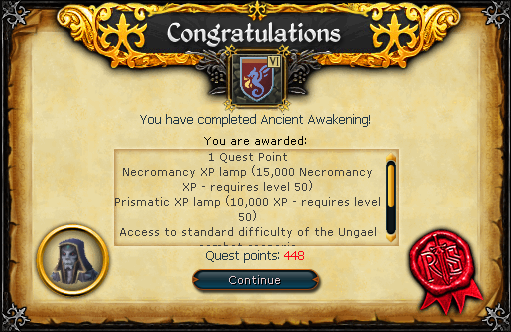 Congratulations
VI
You have completed Ancient Awakening!
You are awarded:
1 Quest Point
Necromancy XP lamp (15,000 Necromancy
XP - requires level 50)
Prismatic XP lamp (10,000 XP - requires level
50)
Access to standard difficulty of the Ungael
combat scenario
Quest points: 448
Continue
RS